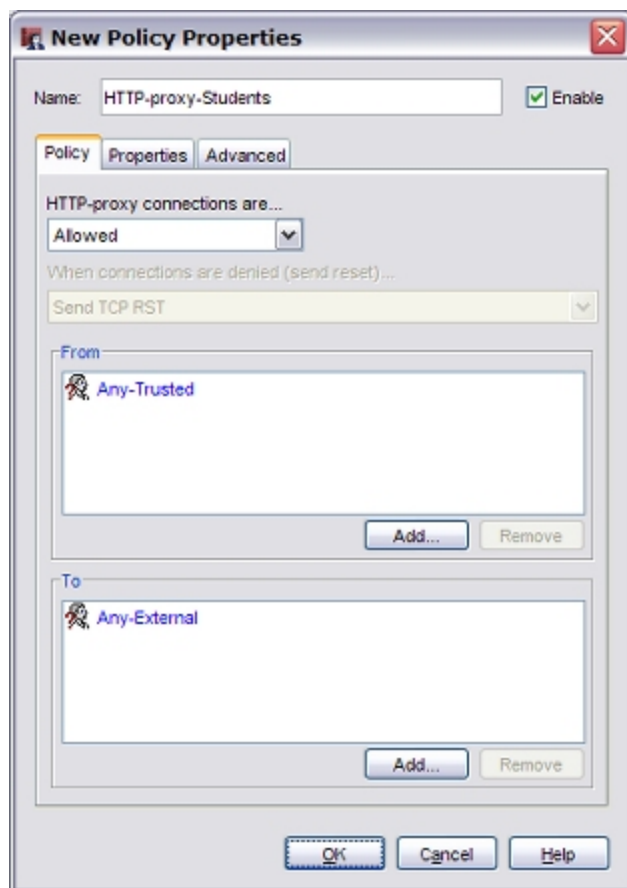 New Policy Properties
Name: HTTP-proxy-Students Enable
Policy Properties Advanced
HTTP-proxy connections are...
Allowed
When connections are denied (send reset)...
Send TCP RST
From
Any-Trusted
Add... Remove
To
Any-External
Add... Remove
OK Cancel Help